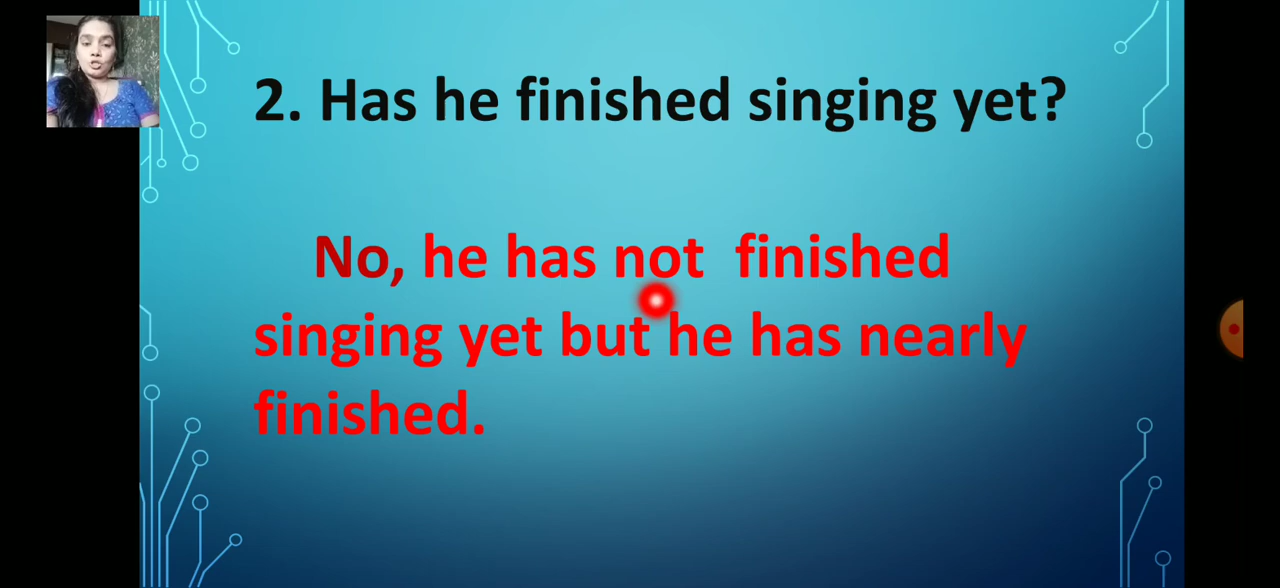 2. Has he finished singing yet?
No, he has not finished
singing yet but he has nearly
finished.